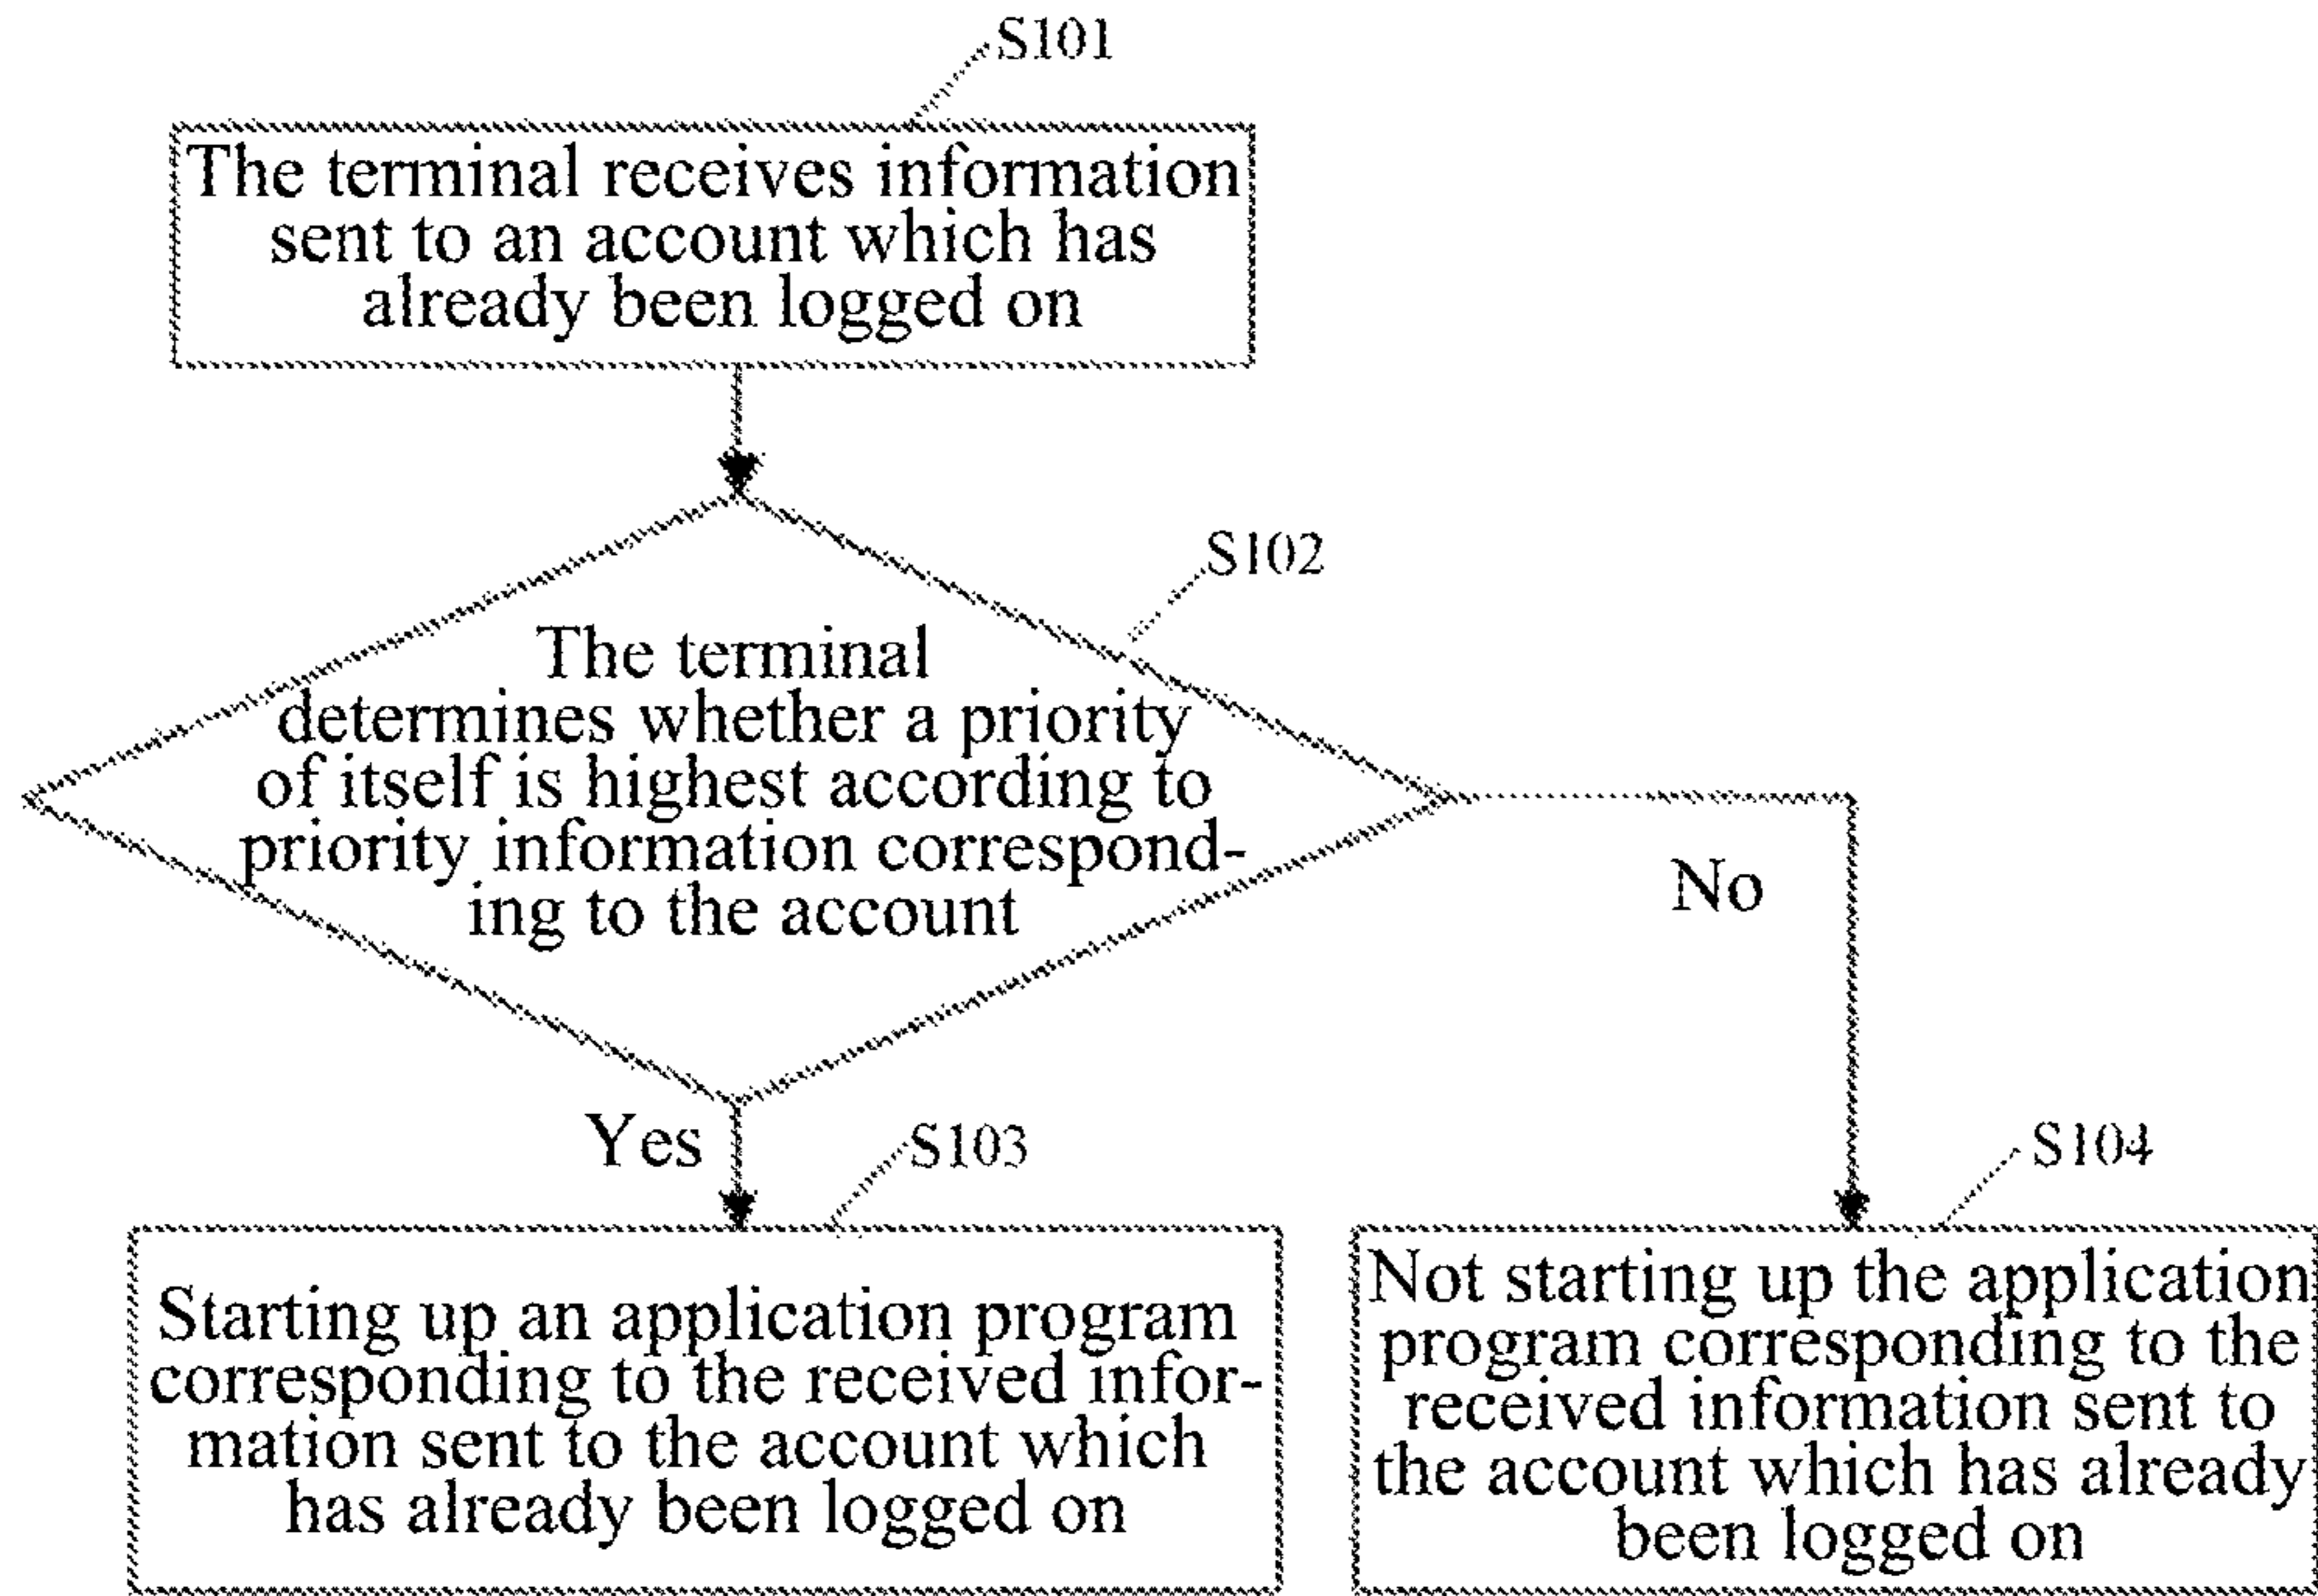 S101
The terminal receives information
sent to an account which has
already been logged on
S102
The terminal
determines whether a priority
of itself is highest according to
priority information correspond-
ing to the account
No
Yes
S103
S104
Starting up an application program
corresponding to the received infor-
mation sent to the account which
has already been logged on
Not starting up the application
program corresponding to the
received information sent to
the account which has already
been logged on